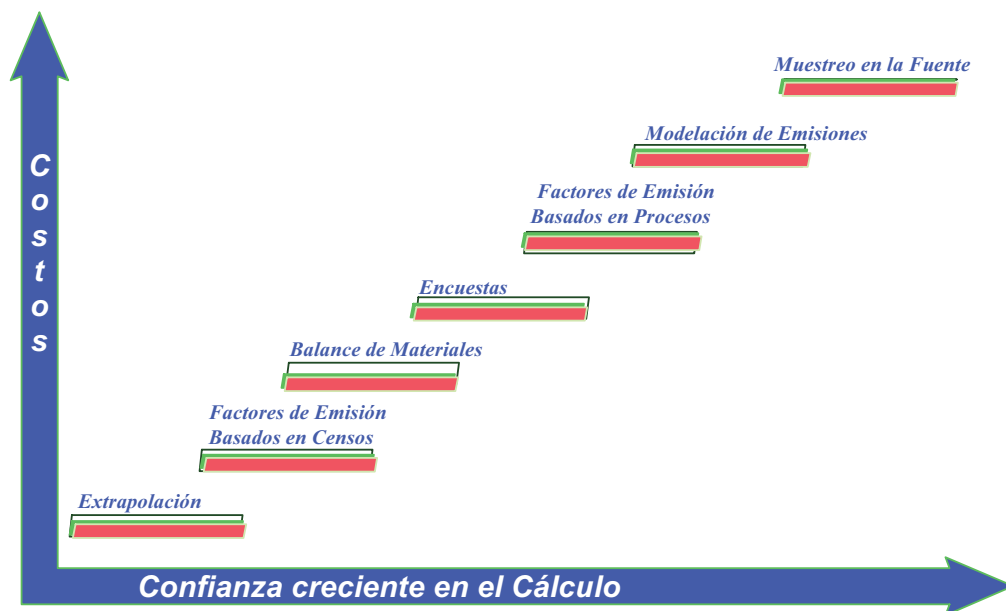 Costos
Muestreo en la Fuente
Modelación de Emisiones
Factores de Emisión
Basados en Procesos
Encuestas
Balance de Materiales
Factores de Emisión
Basados en Censos
Extrapolación
Confianza creciente en el Cálculo